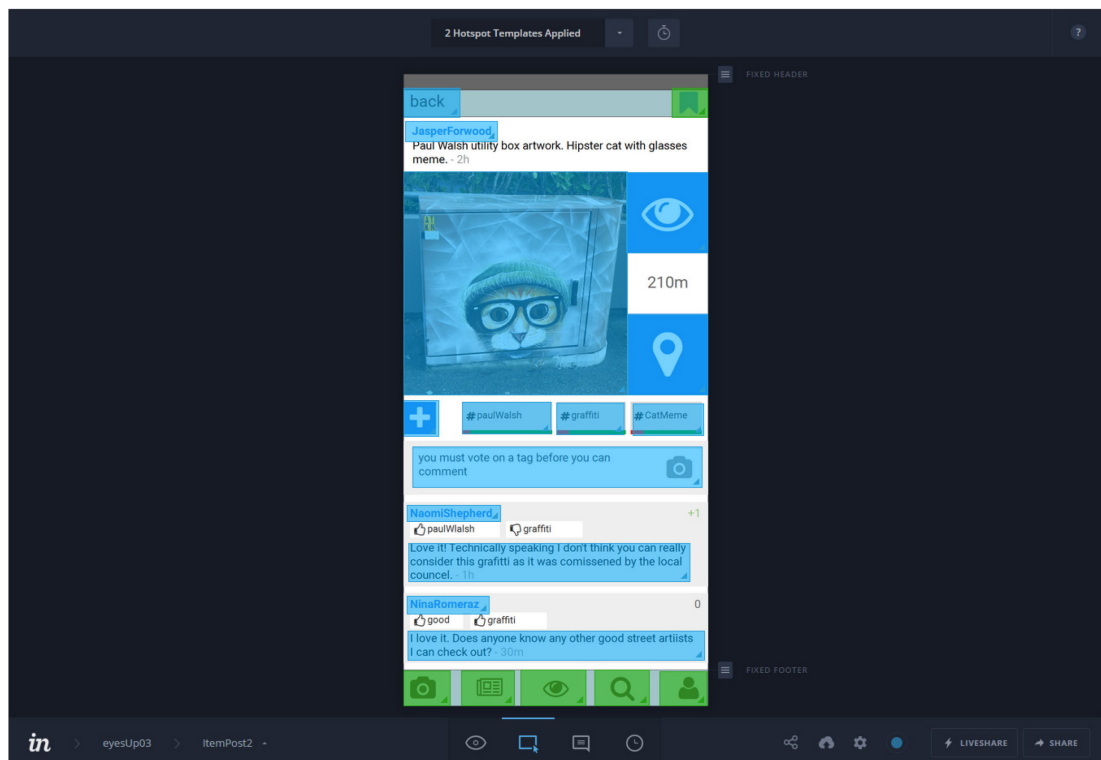 2 Hotspot Templates Applied
?
FIXED HEADER
back
JasperForwood
Paul Walsh utility box artwork. Hipster cat with glasses
meme. - 2h
210m
#paulWalsh #graffiti #CatMeme
you must vote on a tag before you can
comment
NaomiShepherd +1
paulWlalsh graffiti
Love it! Technically speaking I don't think you can really
consider this grafitti as it was comissened by the local
councel. - 1h
NinaRomeraz 0
good graffiti
I love it. Does anyone know any other good street artiists
I can check out? - 30m
FIXED FOOTER
in eyesUp03 ItemPost2 LIVESHARE SHARE